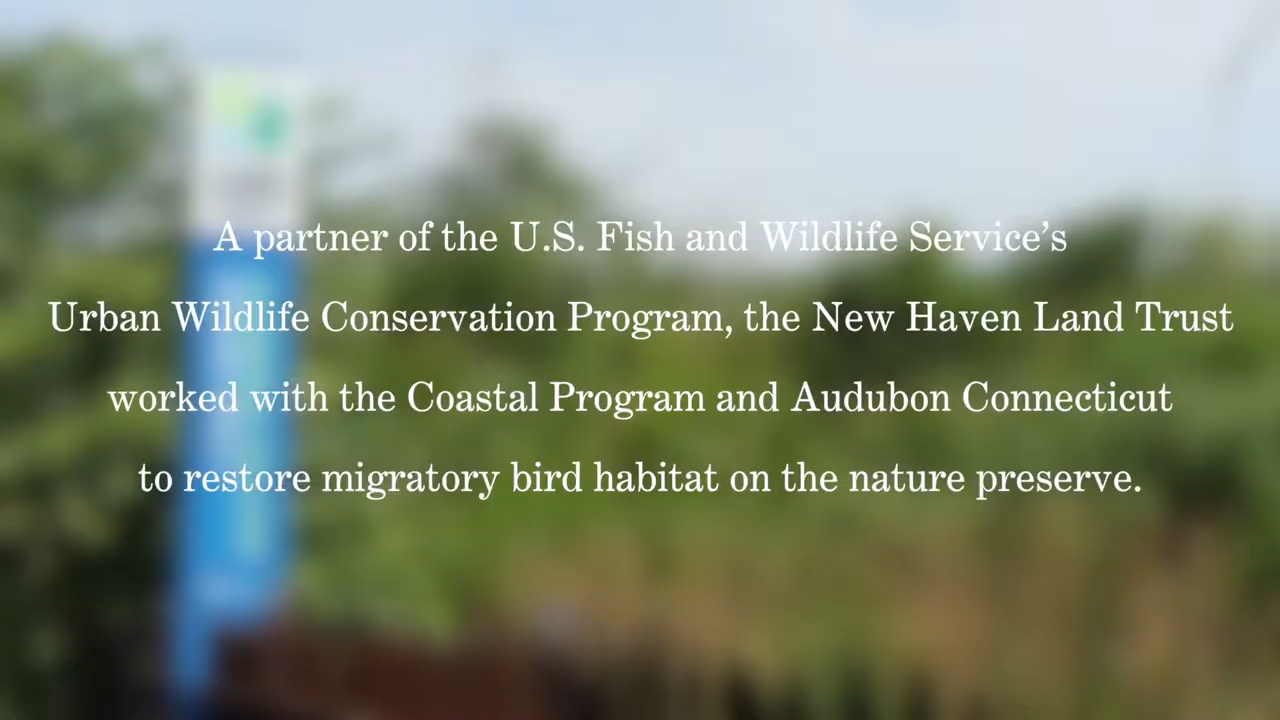 A partner of the U.S. Fish and Wildlife Service’s
Urban Wildlife Conservation Program, the New Haven Land Trust
worked with the Coastal Program and Audubon Connecticut
to restore migratory bird habitat on the nature preserve.